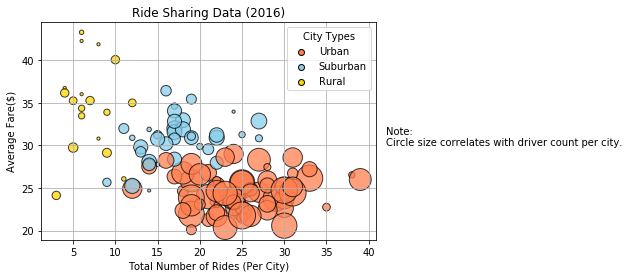 Ride Sharing Data (2016)
Average Fare($)
40
35
30
25
20
City Types
Urban
Suburban
Rural
Note:
Circle size correlates with driver count per city.
5
10
15
20
25
30
35
40
Total Number of Rides (Per City)